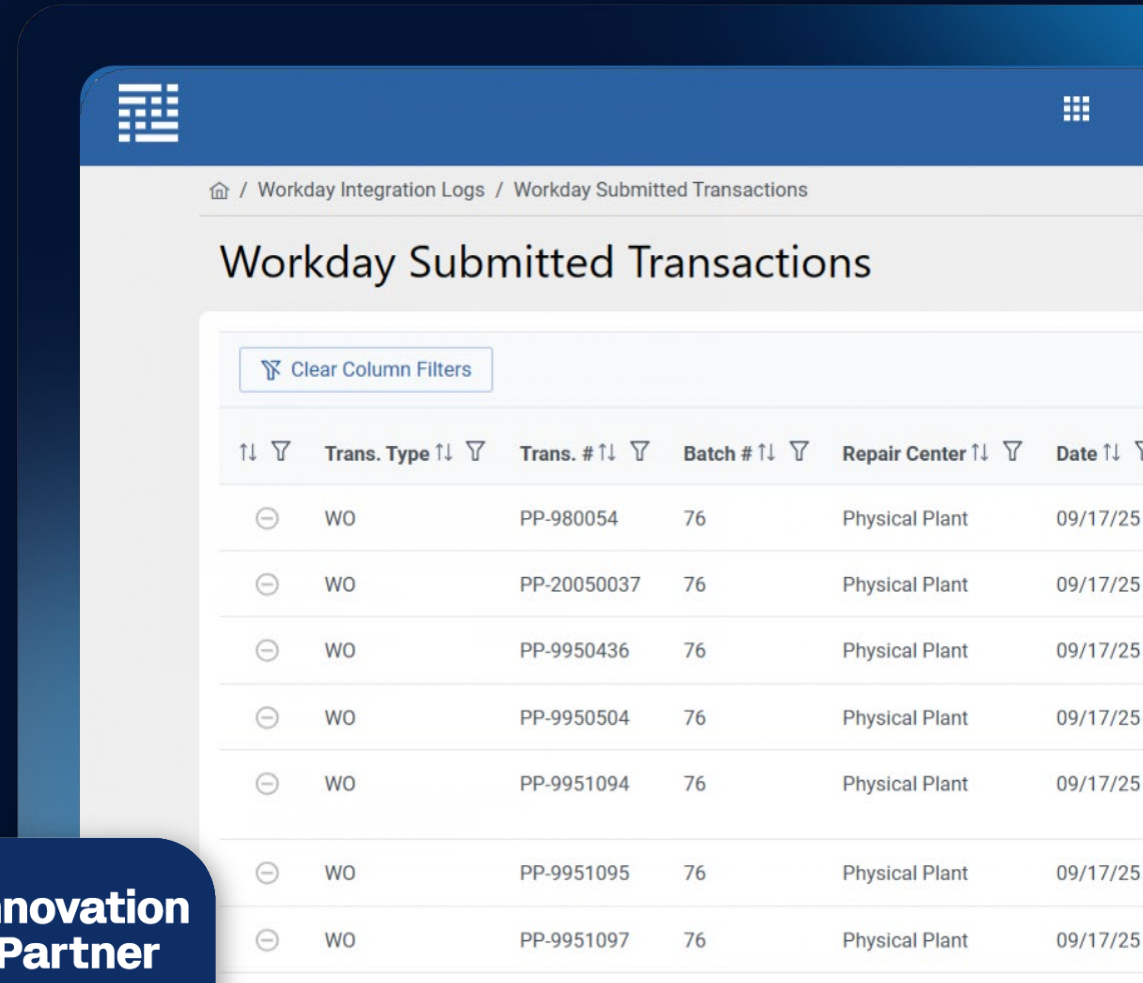 / Workday Integration Logs / Workday Submitted Transactions
Workday Submitted Transactions
Clear Column Filters
Trans. Type Trans. # Batch # Repair Center Date
WO PP-980054 76 Physical Plant 09/17/25
WO PP-20050037 76 Physical Plant 09/17/25
WO PP-9950436 76 Physical Plant 09/17/25
WO PP-9950504 76 Physical Plant 09/17/25
WO PP-9951094 76 Physical Plant 09/17/25
WO PP-9951095 76 Physical Plant 09/17/25
WO PP-9951097 76 Physical Plant 09/17/25
nnovation
Partner